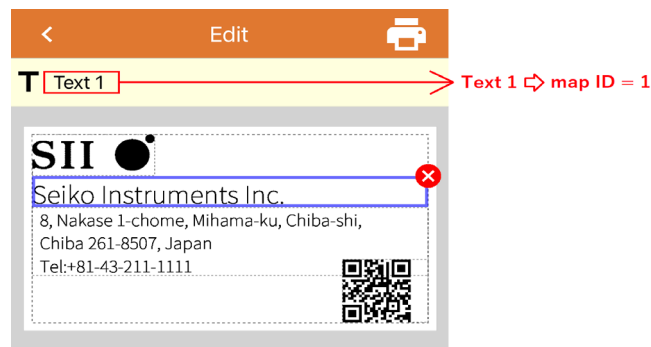 Edit
T Text 1
Text 1 ⇨ map ID = 1
SII
Seiko Instruments Inc.
8, Nakase 1-chome, Mihama-ku, Chiba-shi,
Chiba 261-8507, Japan
Tel:+81-43-211-1111